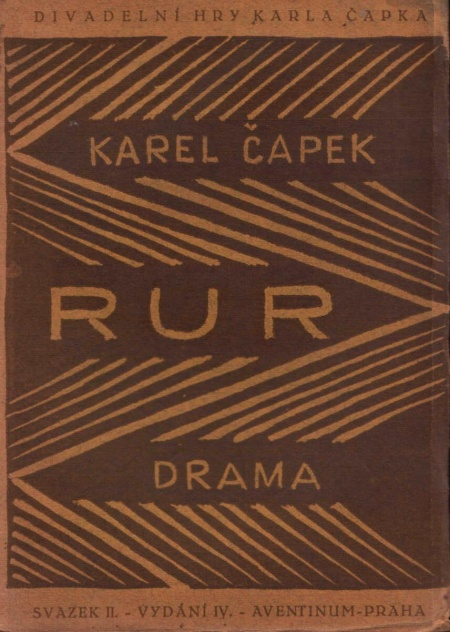 DIVADELNÍ HRY KARLA ČAPKA
KAREL ČAPEK
RUR
DRAMA
SVAZEK II. - VYDÁNÍ IV. - AVENTINUM-PRAHA